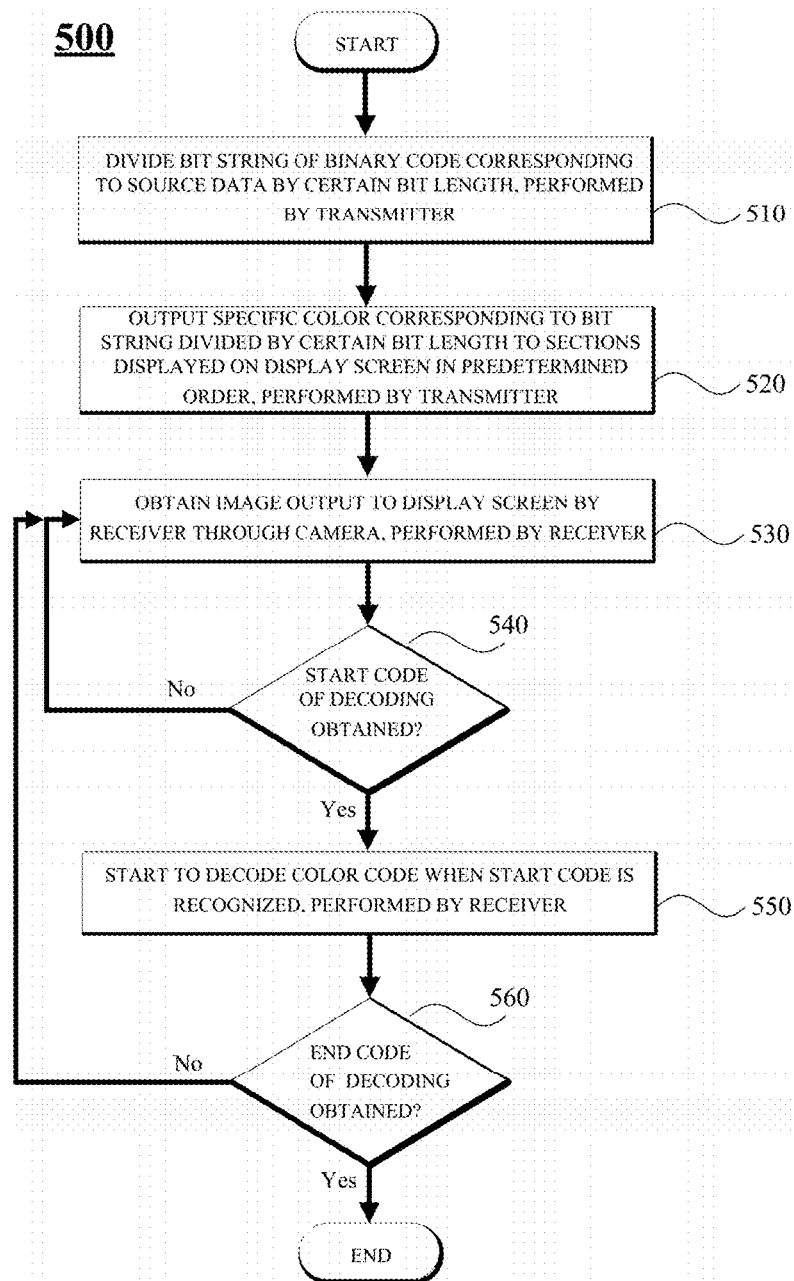 500
START
DIVIDE BIT STRING OF BINARY CODE CORRESPONDING
TO SOURCE DATA BY CERTAIN BIT LENGTH, PERFORMED
BY TRANSMITTER
510
OUTPUT SPECIFIC COLOR CORRESPONDING TO BIT
STRING DIVIDED BY CERTAIN BIT LENGTH TO SECTIONS
DISPLAYED ON DISPLAY SCREEN IN PREDETERMINED
ORDER, PERFORMED BY TRANSMITTER
520
OBTAIN IMAGE OUTPUT TO DISPLAY SCREEN BY
RECEIVER THROUGH CAMERA, PERFORMED BY RECEIVER
530
540
START CODE
OF DECODING
OBTAINED?
No
Yes
START TO DECODE COLOR CODE WHEN START CODE IS
RECOGNIZED, PERFORMED BY RECEIVER
550
560
END CODE
OF DECODING
OBTAINED?
No
Yes
END